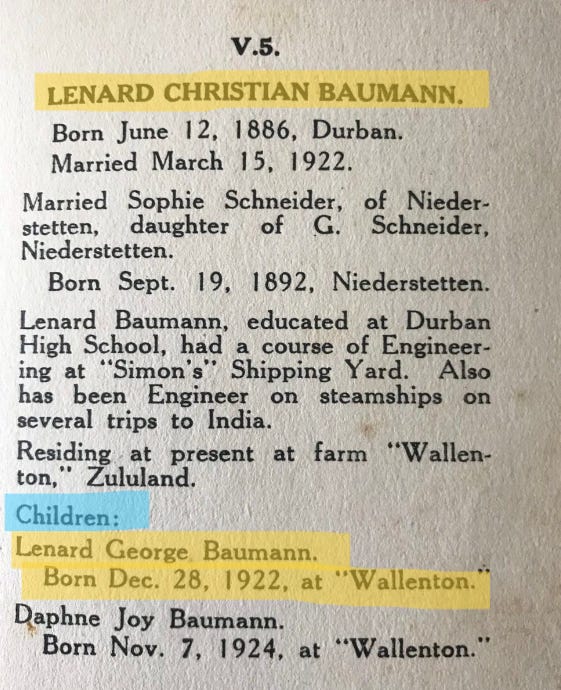 V.5.
LENARD CHRISTIAN BAUMANN.
Born June 12, 1886, Durban.
Married March 15, 1922.
Married Sophie Schneider, of Nieder-
stetten, daughter of G. Schneider,
Niederstetten.
Born Sept. 19, 1892, Niederstetten.
Lenard Baumann, educated at Durban
High School, had a course of Engineer-
ing at "Simon's" Shipping Yard. Also
has been Engineer on steamships on
several trips to India.
Residing at present at farm "Wallen-
ton," Zululand.
Children:
Lenard George Baumann.
Born Dec. 28, 1922, at "Wallenton."
Daphne Joy Baumann.
Born Nov. 7, 1924, at "Wallenton."